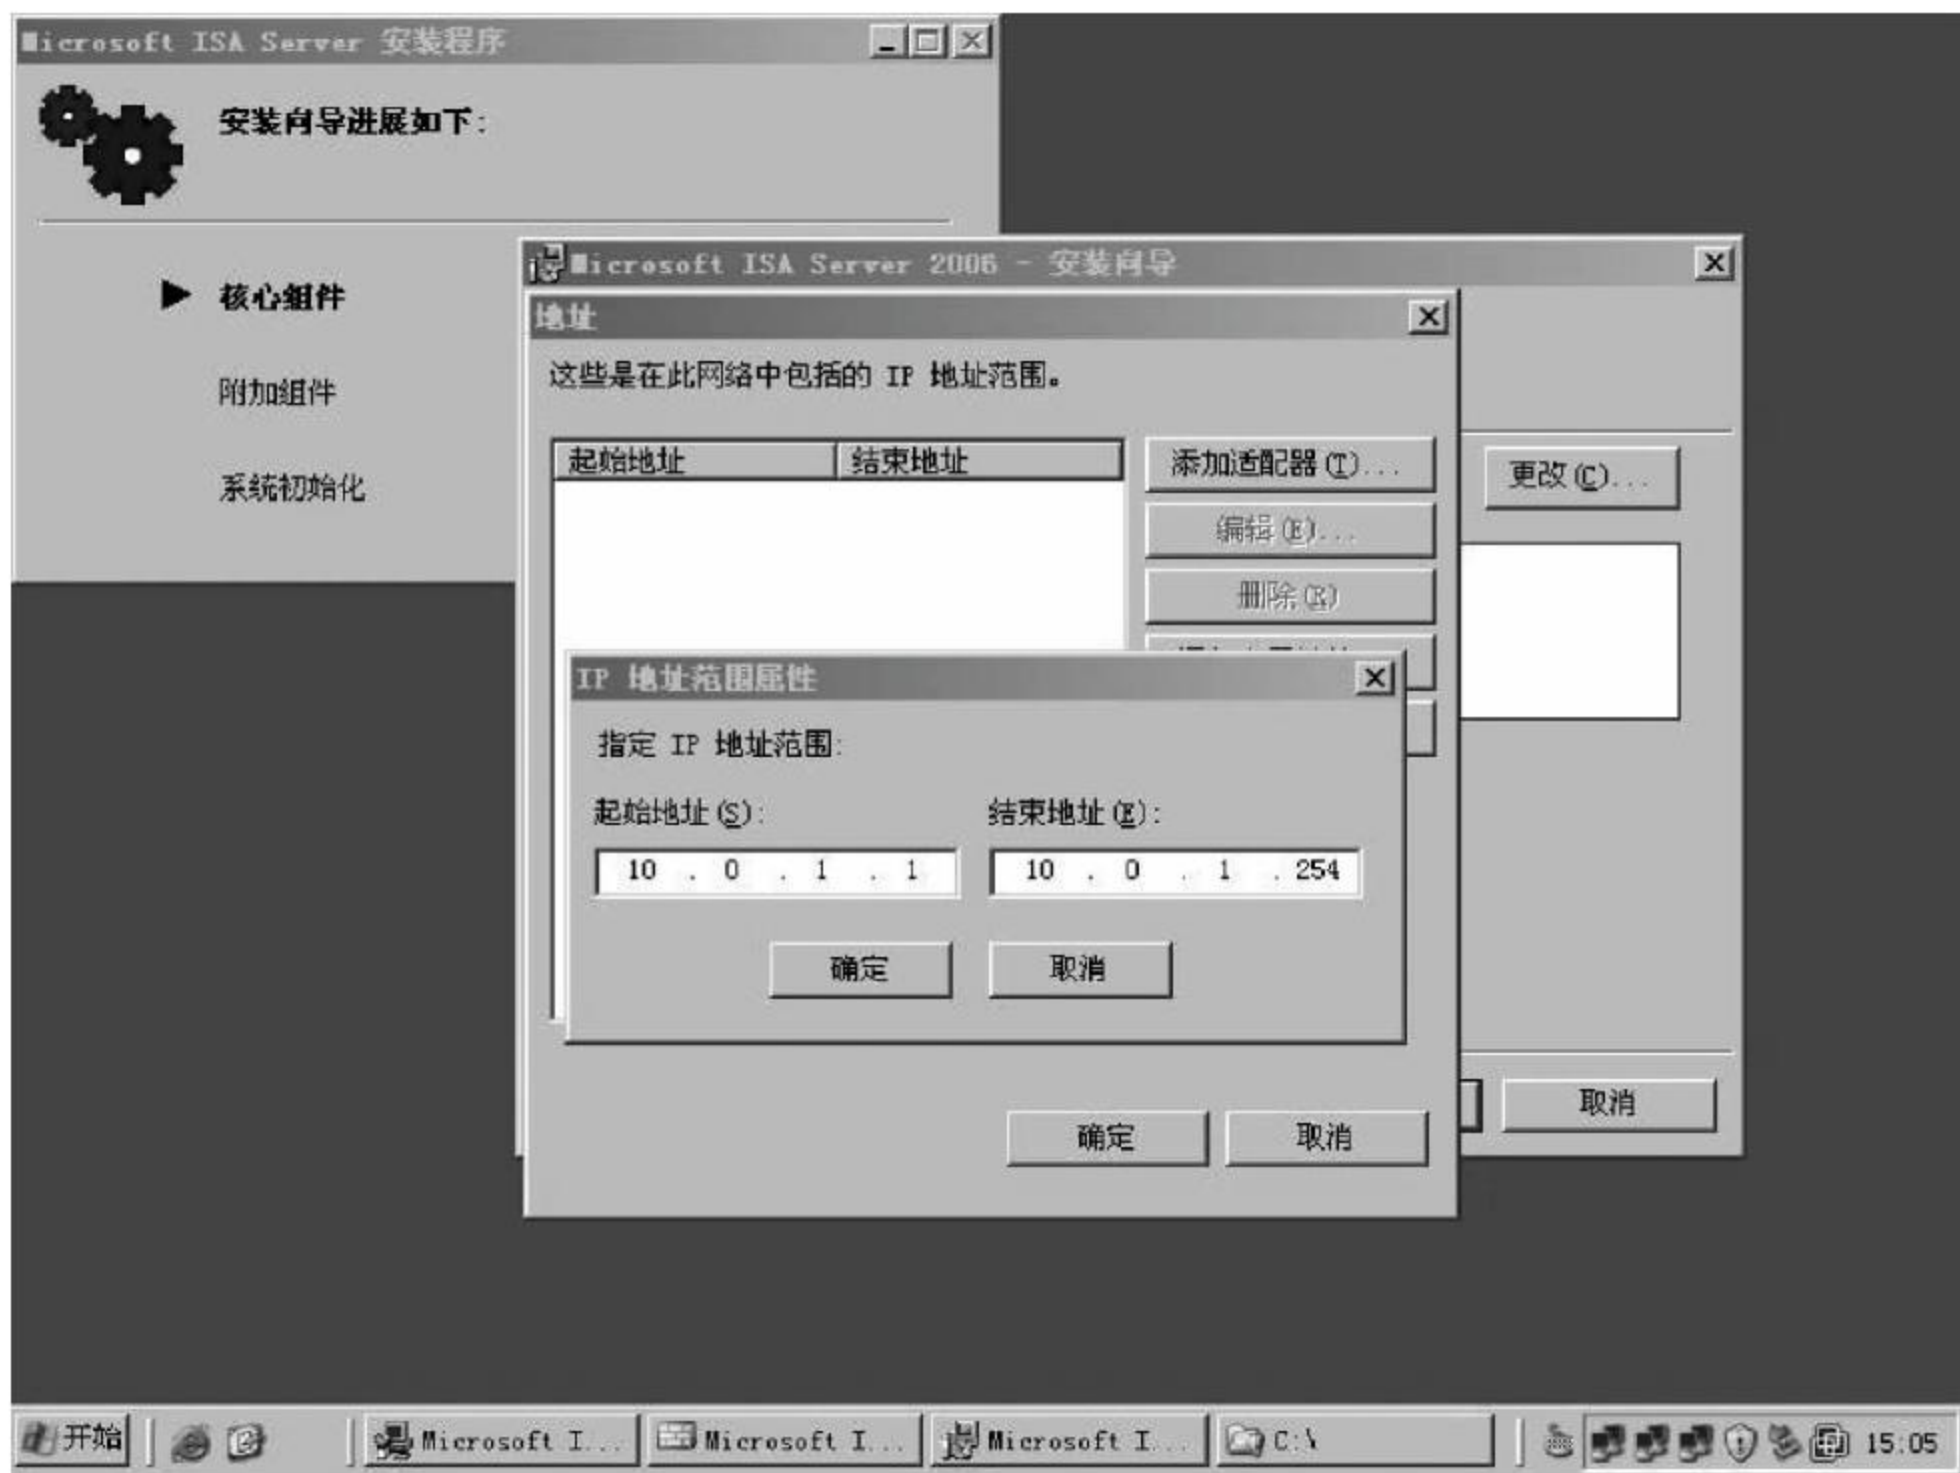 Microsoft ISA Server 安装程序
安装向导进展如下:
核心组件
附加组件
系统初始化
Microsoft ISA Server 2006 - 安装向导
地址
这些是在此网络中包括的 IP 地址范围。
起始地址 结束地址
添加适配器(T)...
编辑(E)...
删除(R)
更改(C)...
IP 地址范围属性
指定 IP 地址范围:
起始地址(S): 结束地址(E):
10 . 0 . 1 . 1 10 . 0 . 1 . 254
确定 取消
确定 取消
取消
开始 Microsoft I... Microsoft I... Microsoft I... C:\ 15:05